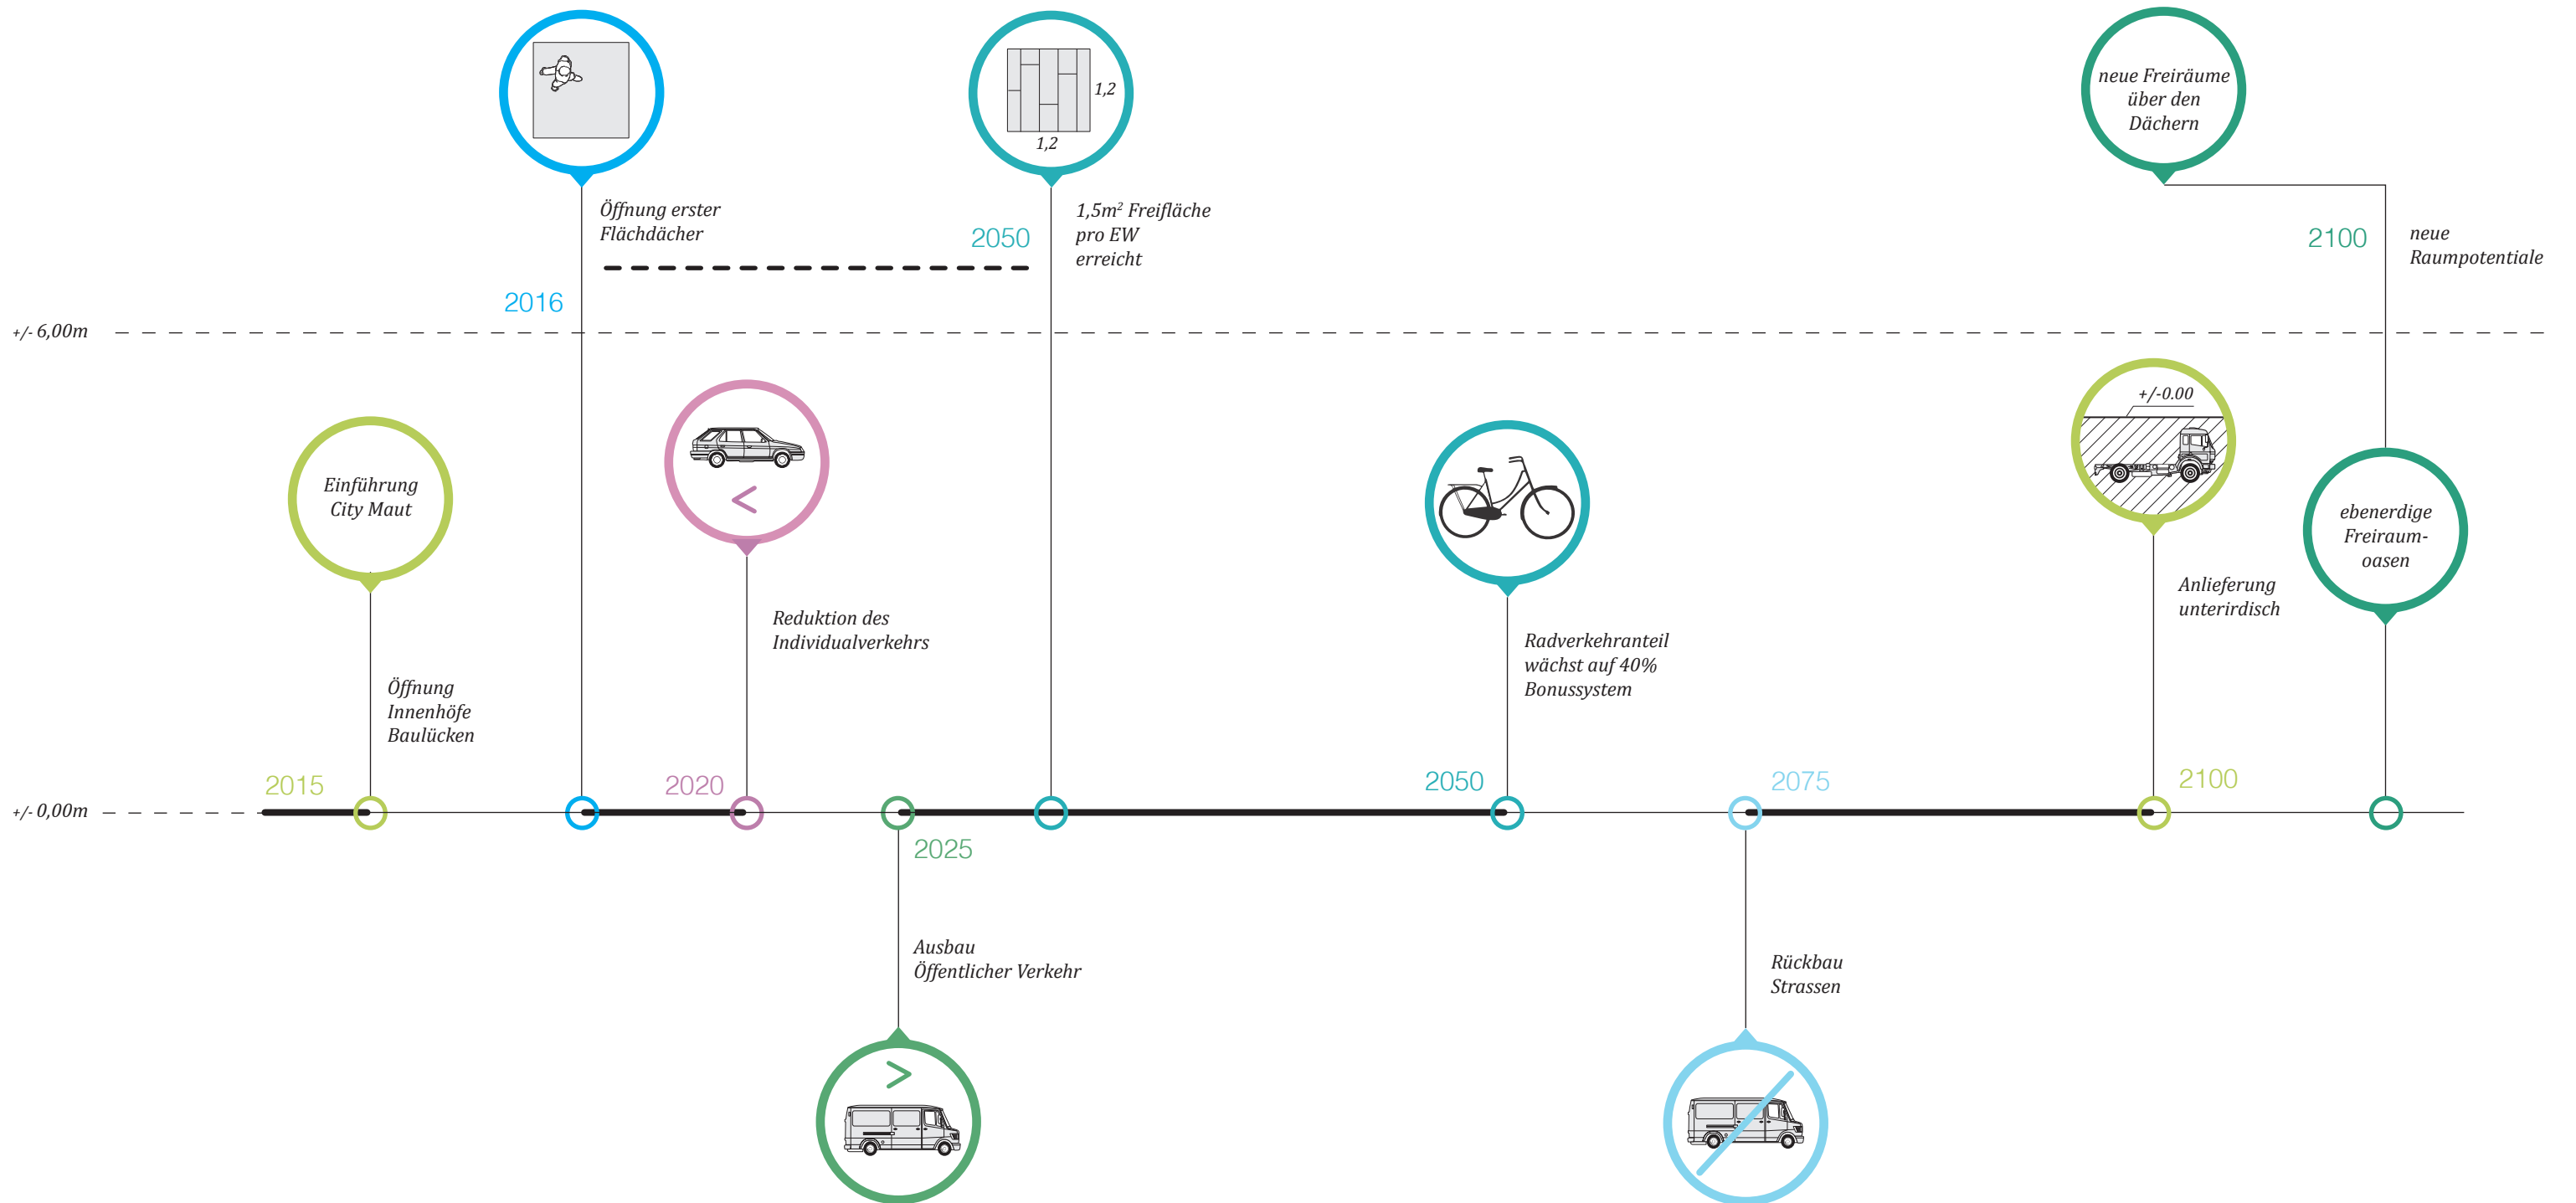 1,2
1,2
neue Freiräume
über den
Dächern
Öffnung erster
Flächdächer
2050
1,5m² Freifläche
pro EW
erreicht
2100
neue
Raumpotentiale
2016
+/- 6,00m
Einführung
City Maut
<
+/-0.00
ebenerdige
Freiraum-
oasen
Reduktion des
Individualverkehrs
Anlieferung
unterirdisch
Radverkehranteil
wächst auf 40%
Bonussystem
Öffnung
Innenhöfe
Baulücken
2015
2020
2050
2075
2100
+/- 0,00m
2025
Ausbau
Öffentlicher Verkehr
Rückbau
Strassen
>